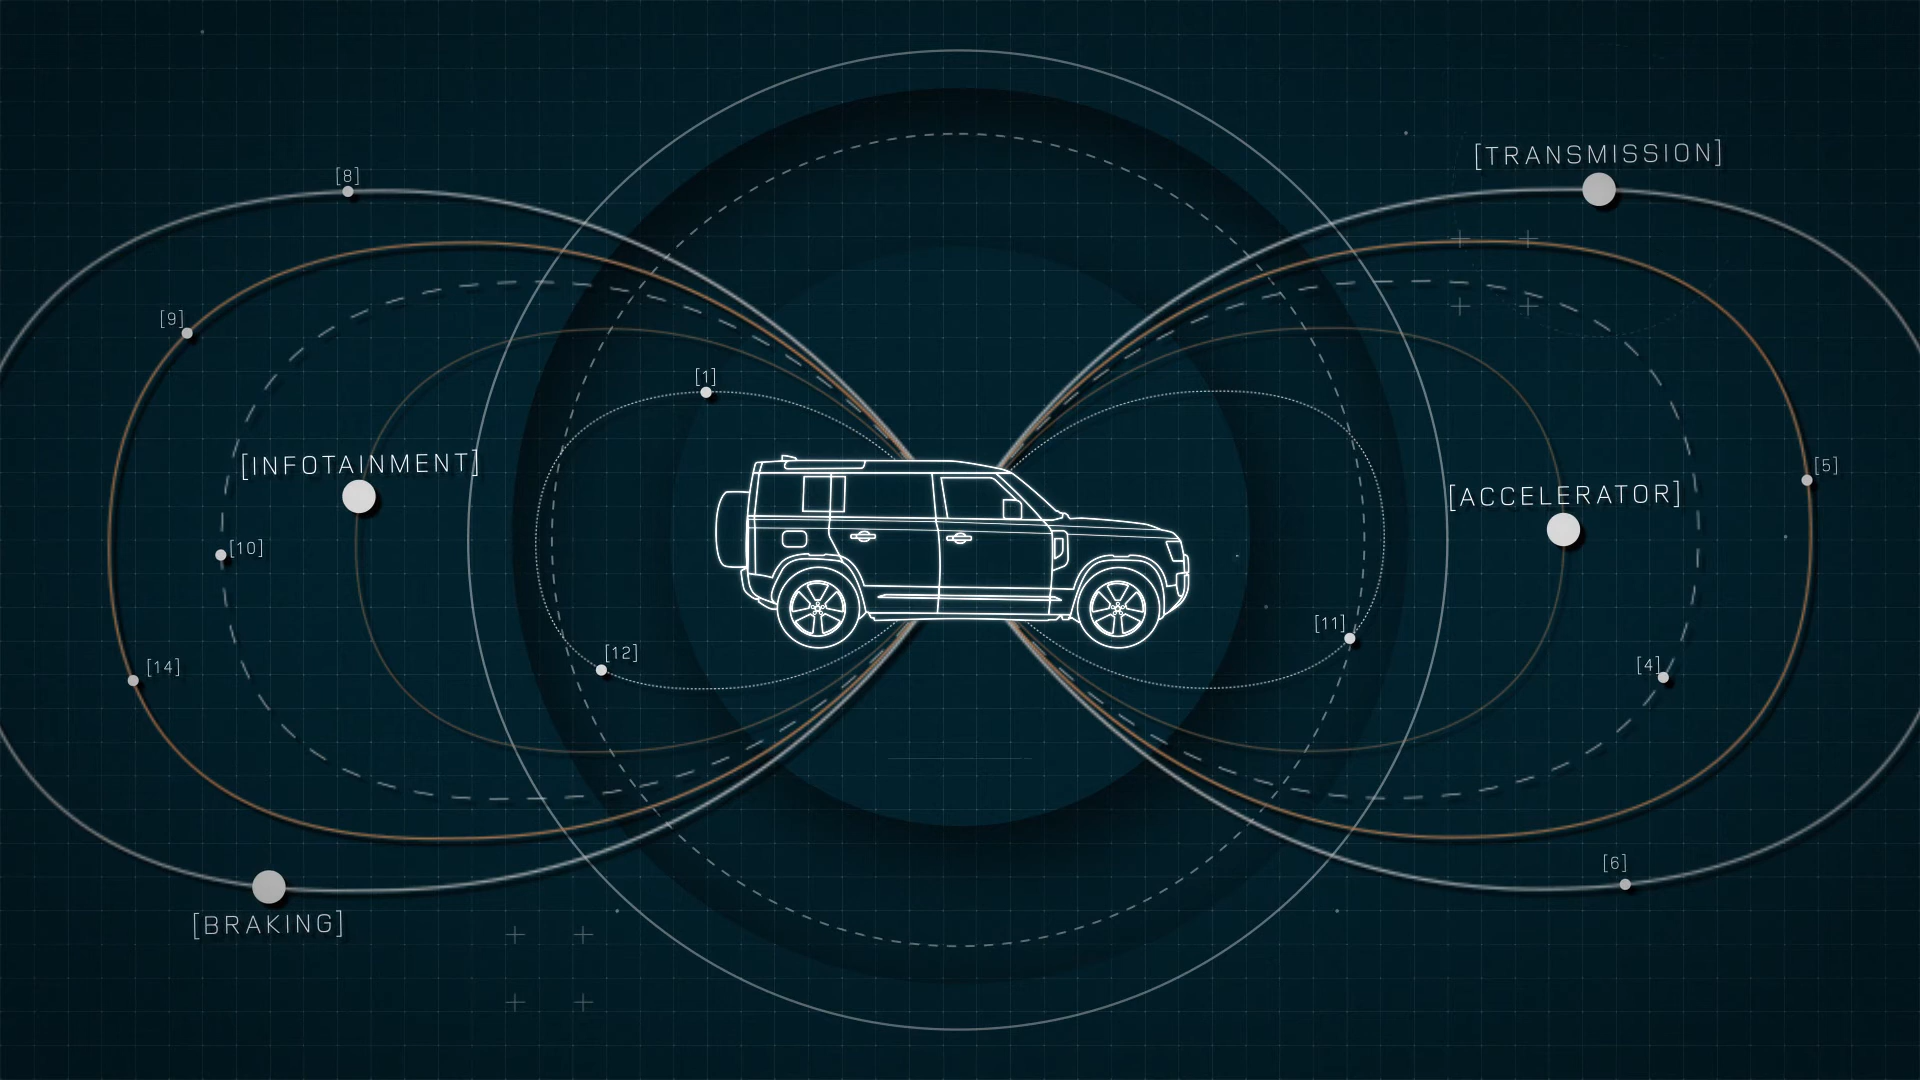 [TRANSMISSION]
[8]
[9]
[1]
[INFOTAINMENT]
[5]
[ACCELERATOR]
[10]
[11]
[12]
[14]
[4]
[6]
[BRAKING]